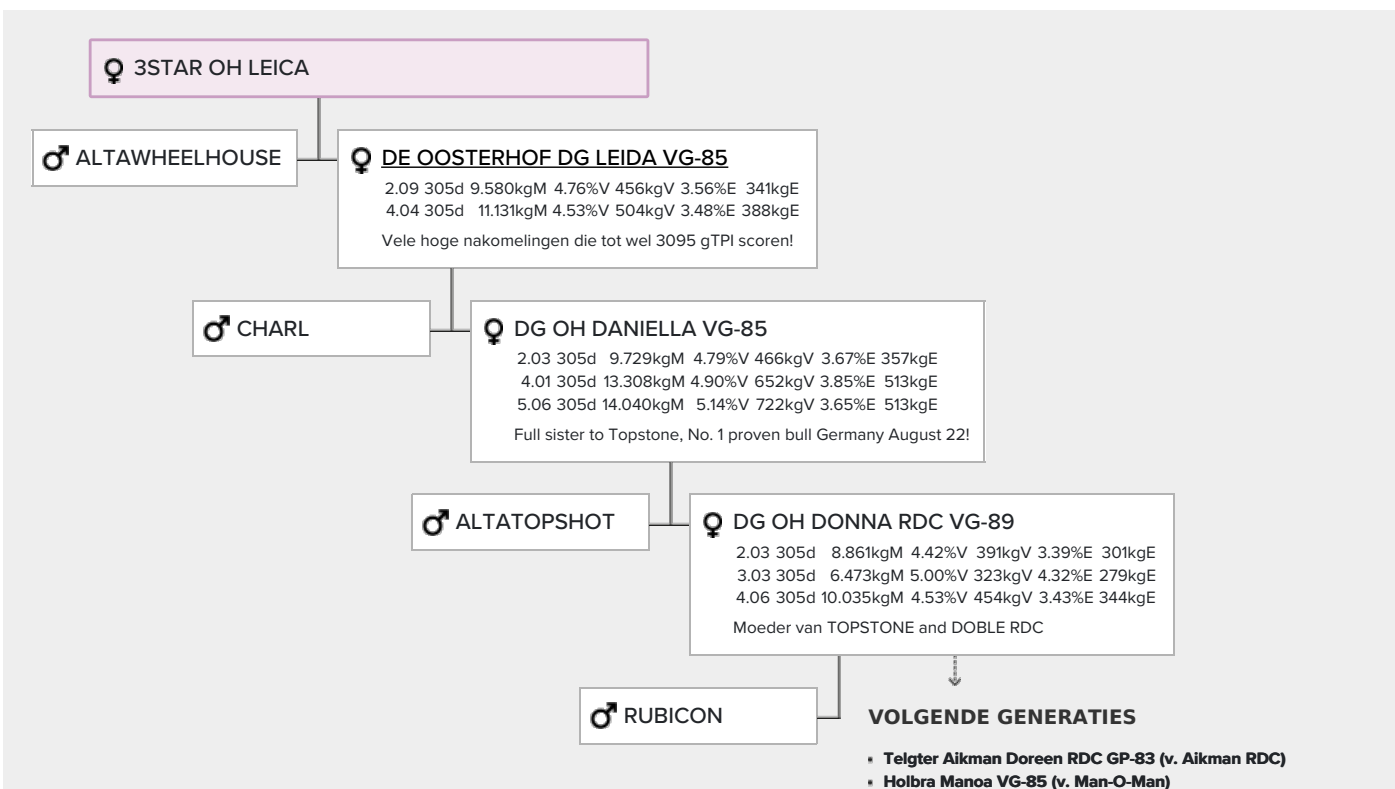 3STAR OH LEICA
ALTAWHEELHOUSE
DE OOSTERHOF DG LEIDA VG-85
2.09 305d 9.580kgM 4.76%V 456kgV 3.56%E 341kgE
4.04 305d 11.131kgM 4.53%V 504kgV 3.48%E 388kgE
Vele hoge nakomelingen die tot wel 3095 gTPI scoren!
CHARL
DG OH DANIELLA VG-85
2.03 305d 9.729kgM 4.79%V 466kgV 3.67%E 357kgE
4.01 305d 13.308kgM 4.90%V 652kgV 3.85%E 513kgE
5.06 305d 14.040kgM 5.14%V 722kgV 3.65%E 513kgE
Full sister to Topstone, No. 1 proven bull Germany August 22!
ALTATOPSHOT
DG OH DONNA RDC VG-89
2.03 305d 8.861kgM 4.42%V 391kgV 3.39%E 301kgE
3.03 305d 6.473kgM 5.00%V 323kgV 4.32%E 279kgE
4.06 305d 10.035kgM 4.53%V 454kgV 3.43%E 344kgE
Moeder van TOPSTONE and DOBLE RDC
RUBICON
VOLGENDE GENERATIES
Telgter Aikman Doreen RDC GP-83 (v. Aikman RDC)
Holbra Manoa VG-85 (v. Man-O-Man)